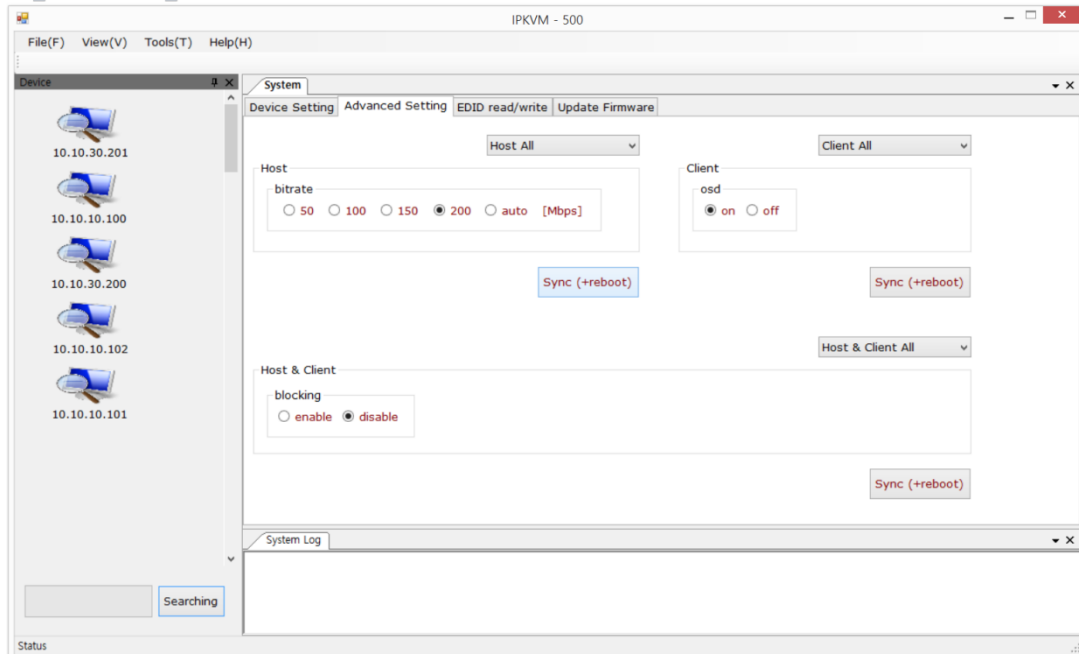 IPKVM - 500
File(F) View(V) Tools(T) Help(H)
Device
10.10.30.201
10.10.10.100
10.10.30.200
10.10.10.102
10.10.10.101
Searching
System
Device Setting Advanced Setting EDID read/write Update Firmware
Host All Client All
Host
bitrate
50 100 150 200 auto [Mbps]
Client
osd
on off
Sync (+reboot) Sync (+reboot)
Host & Client All
Host & Client
blocking
enable disable
Sync (+reboot)
System Log
Status